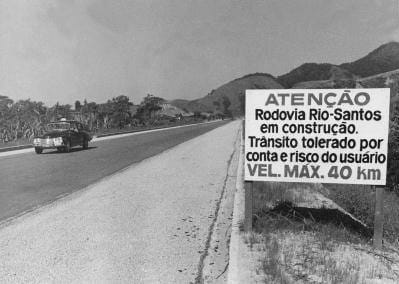 ATENÇÃO
Rodovia Rio-Santos
em construção.
Trânsito tolerado por
conta e risco do usuário
VEL. MÁX. 40 km